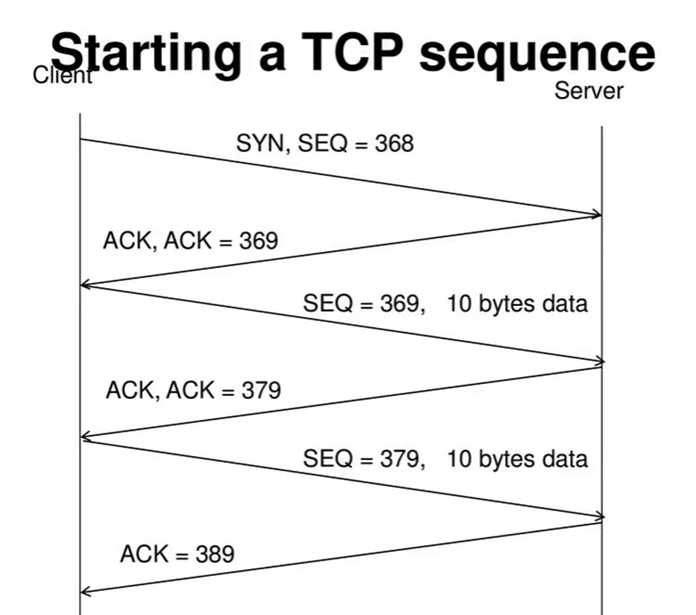 Starting a TCP sequence
Client
Server
SYN, SEQ = 368
ACK, ACK = 369
SEQ = 369, 10 bytes data
ACK, ACK = 379
SEQ = 379, 10 bytes data
ACK = 389